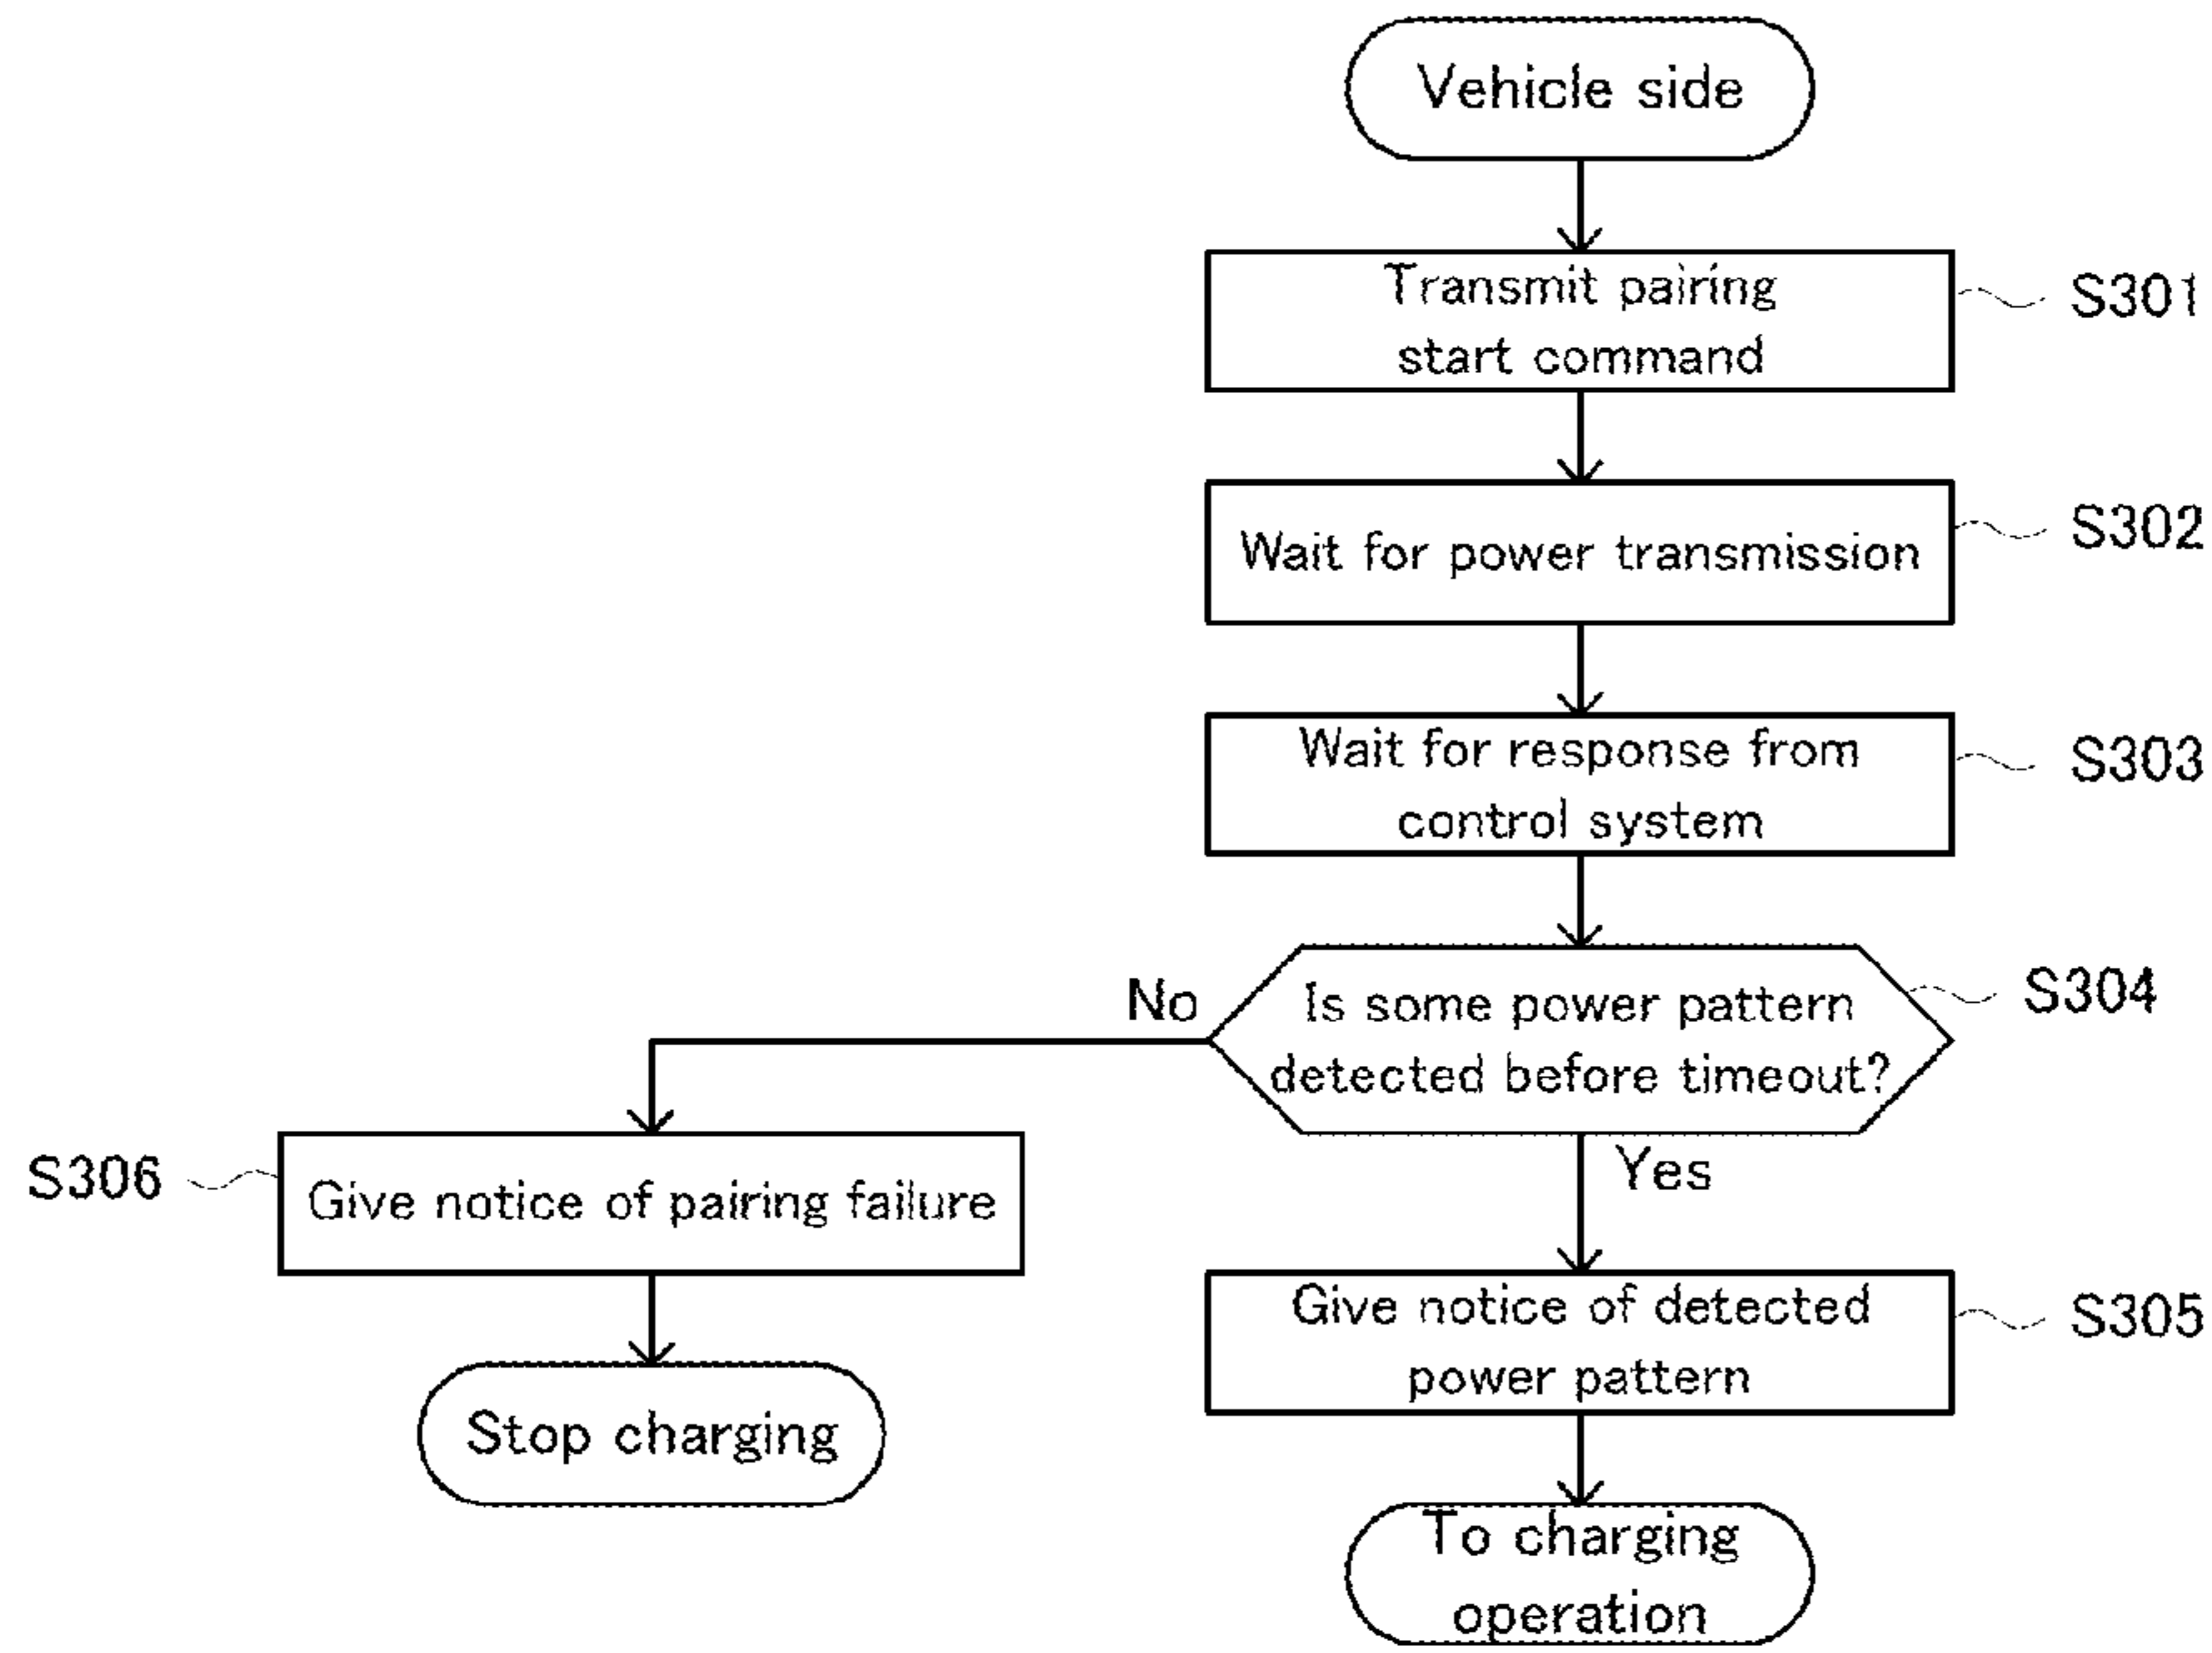 Vehicle side
Transmit pairing
start command
S301
Wait for power transmission
S302
Wait for response from
control system
S303
No
Is some power pattern
detected before timeout?
S304
Yes
S306
Give notice of pairing failure
Give notice of detected
power pattern
S305
Stop charging
To charging
operation